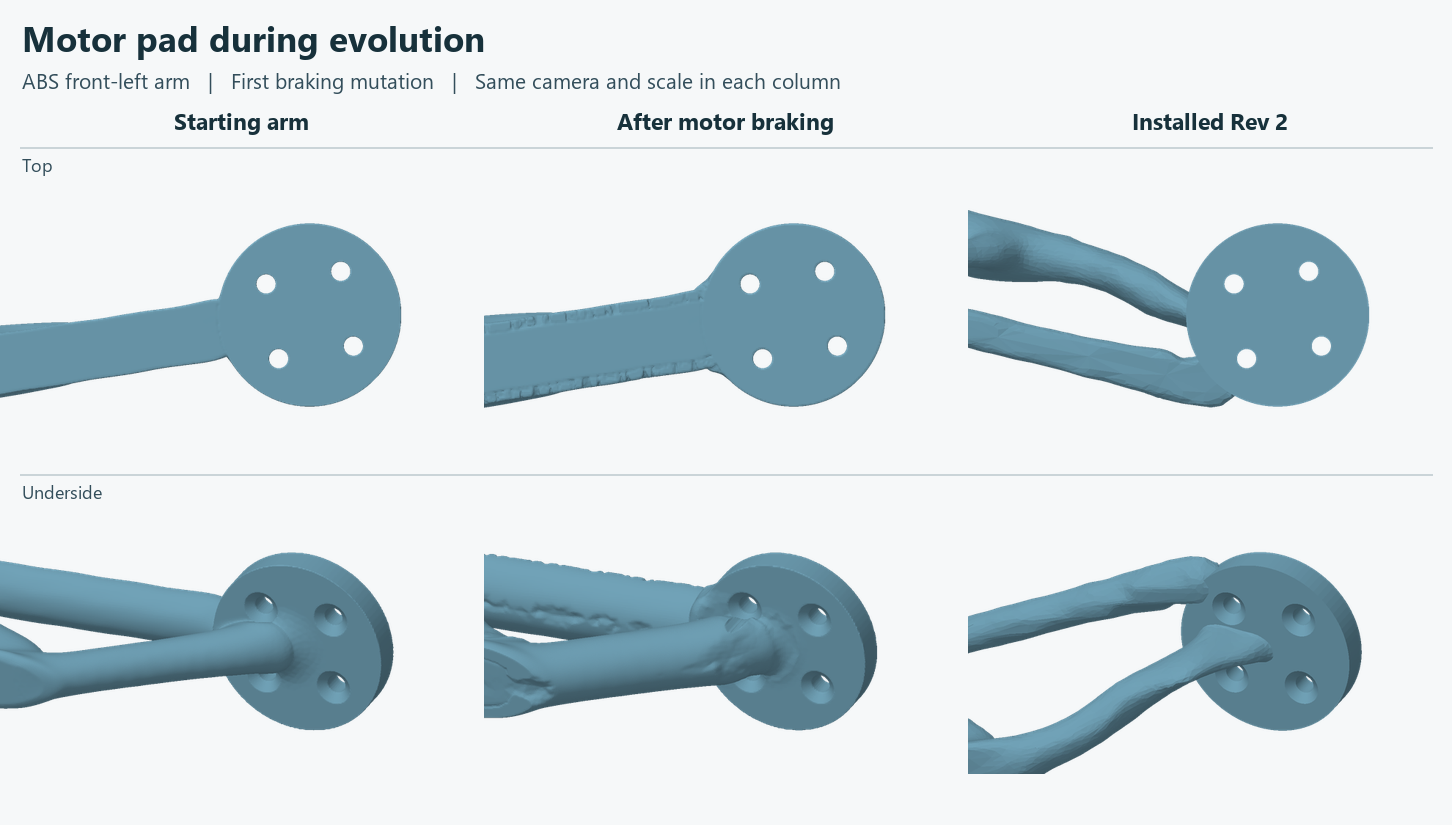 Motor pad during evolution
ABS front-left arm | First braking mutation | Same camera and scale in each column
Starting arm After motor braking Installed Rev 2
Top
Underside